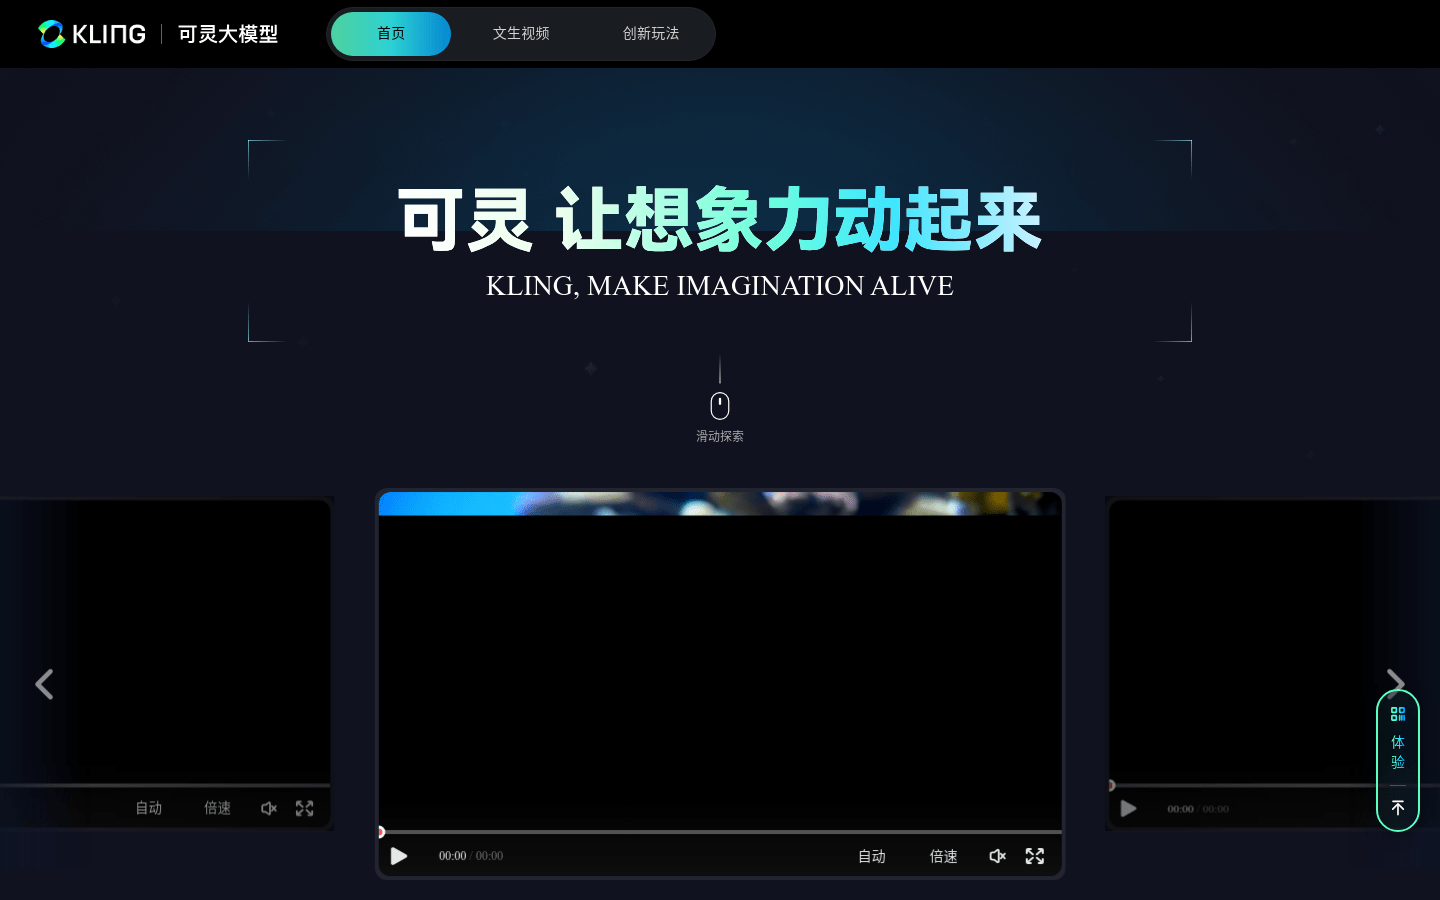 KLING 可灵大模型 首页 文生视频 创新玩法
可灵 让想象力动起来
KLING, MAKE IMAGINATION ALIVE
滑动探索
自动 倍速
00:00 / 00:00 自动 倍速
00:00 / 00:00
体
验